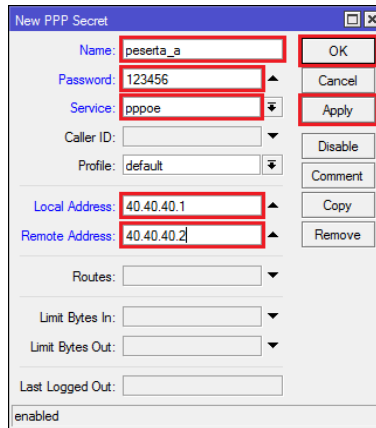 New PPP Secret
Name: peserta_a
OK
Password: 123456
Cancel
Service: pppoe
Apply
Caller ID:
Disable
Profile: default
Comment
Local Address: 40.40.40.1
Copy
Remote Address: 40.40.40.2
Remove
Routes:
Limit Bytes In:
Limit Bytes Out:
Last Logged Out:
enabled